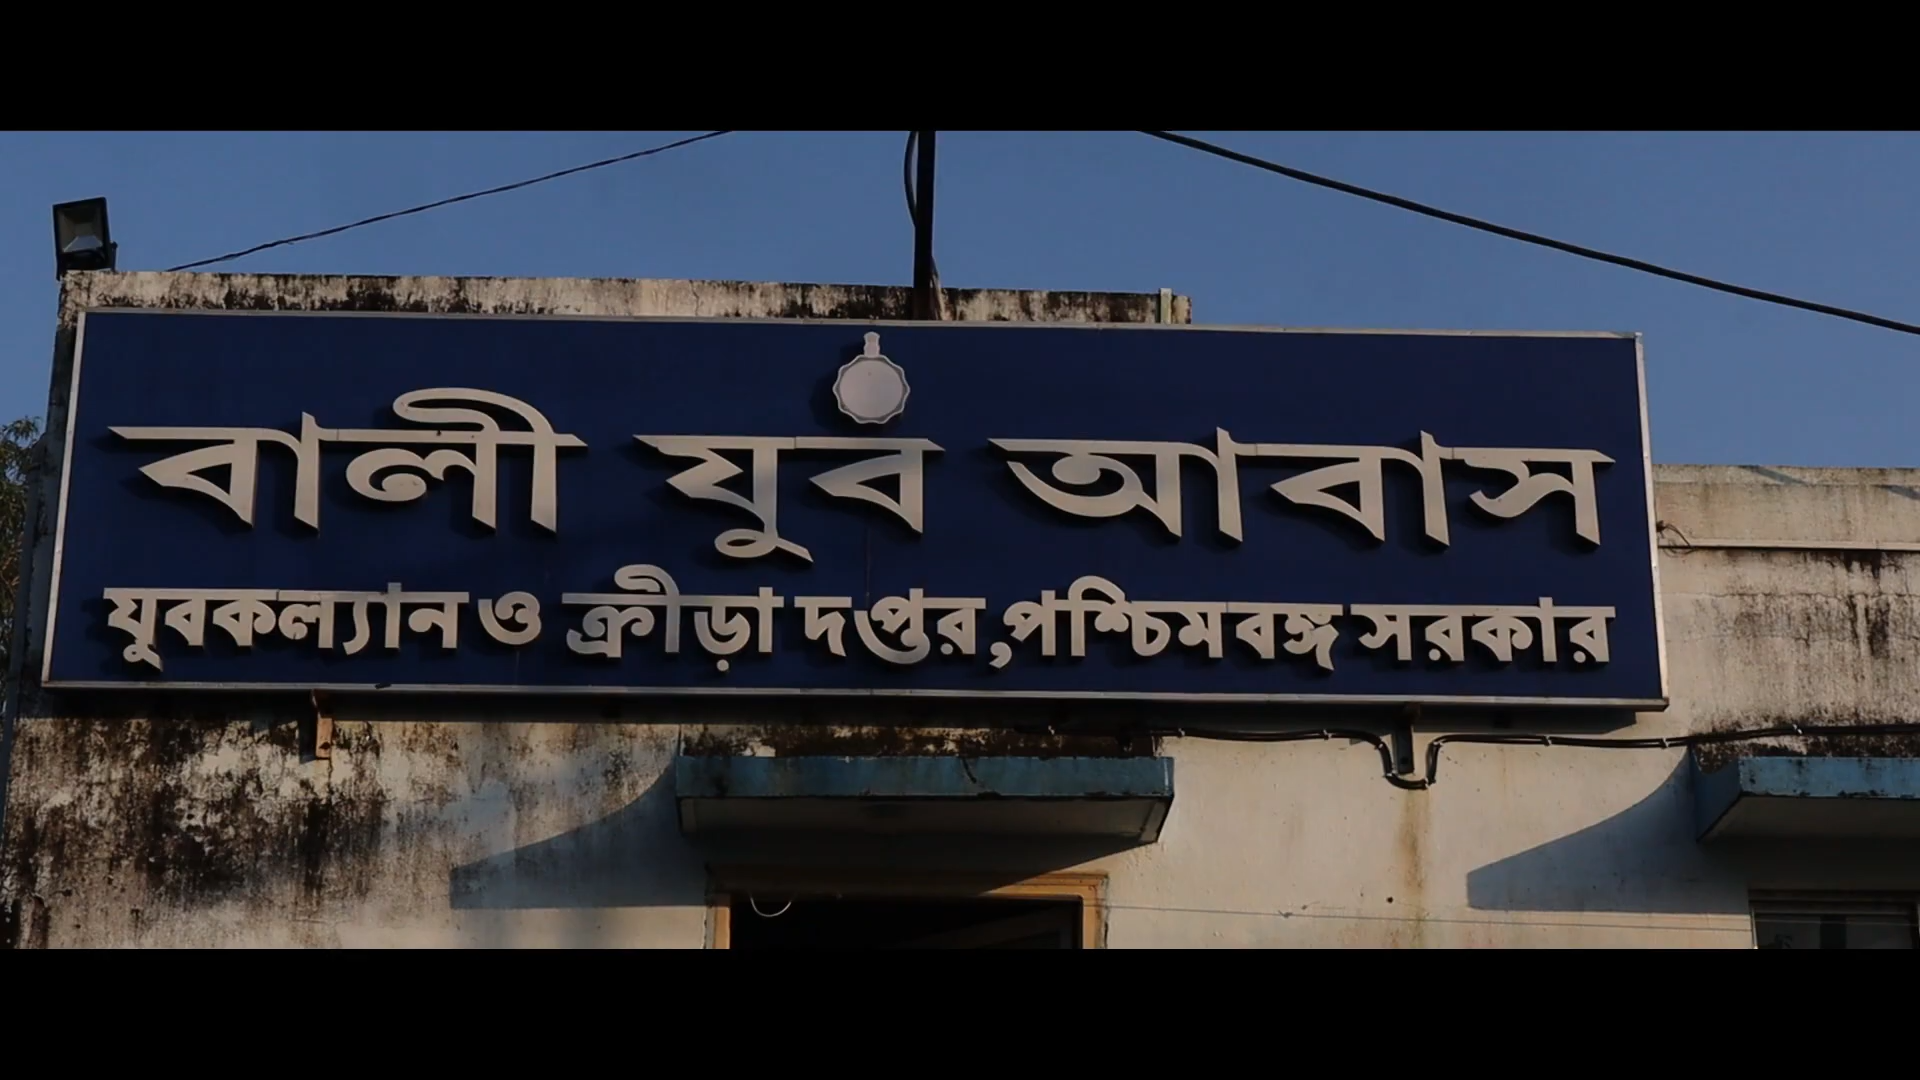 বালী যুব আবাস
যুবকল্যান ও ক্রীড়া দপ্তর,পশ্চিমবঙ্গ সরকার